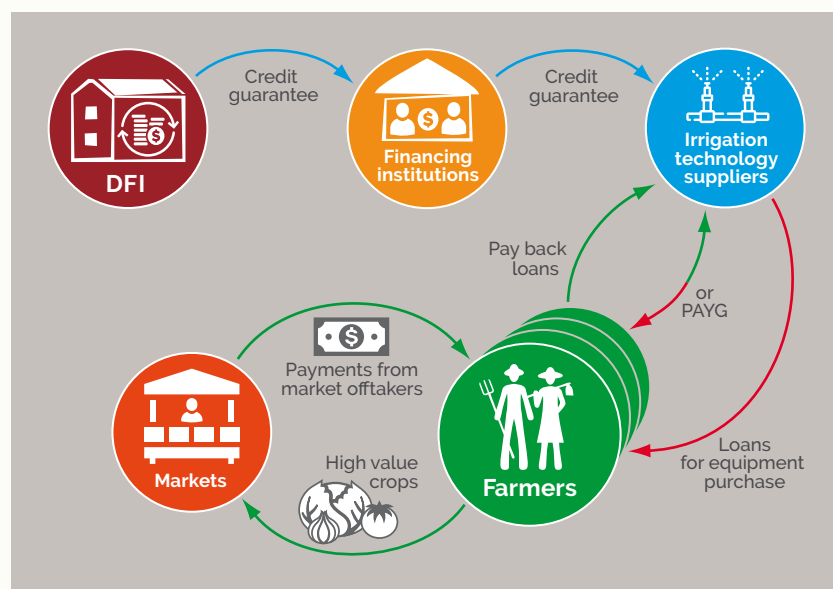 Credit
guarantee
Credit
guarantee
DFI
Financing
institutions
Irrigation
technology
suppliers
Pay back
loans
or
PAYG
$
Payments from
market offtakers
Markets
High value
crops
Farmers
Loans
for equipment
purchase